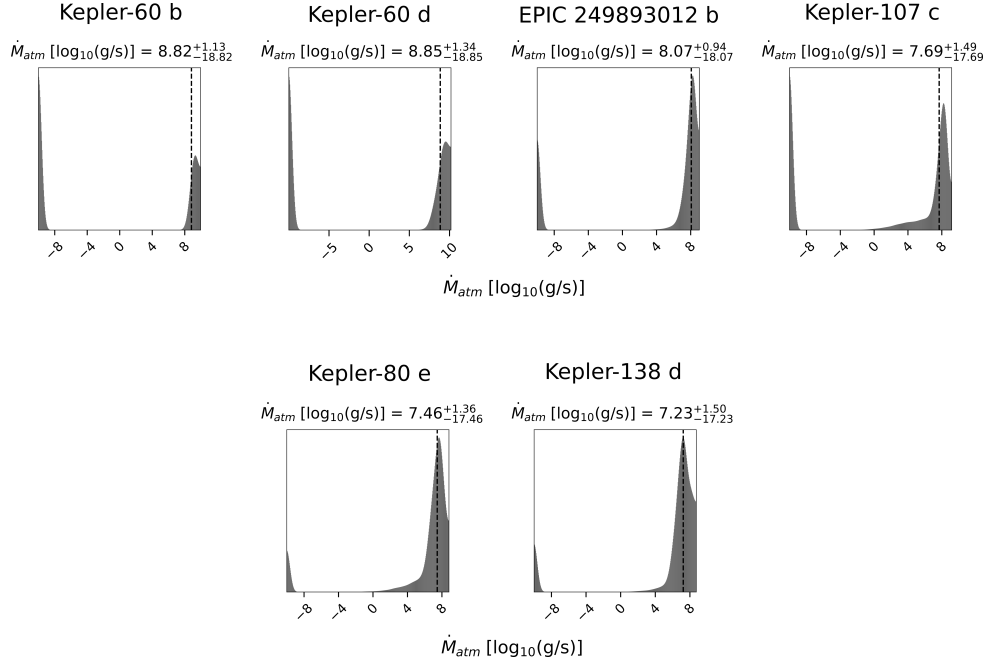 Kepler-60 b Kepler-60 d EPIC 249893012 b Kepler-107 c
Ṁ_atm [log₁₀(g/s)] = 8.82^{+1.13}_{−18.82} Ṁ_atm [log₁₀(g/s)] = 8.85^{+1.34}_{−18.85} Ṁ_atm [log₁₀(g/s)] = 8.07^{+0.94}_{−18.07} Ṁ_atm [log₁₀(g/s)] = 7.69^{+1.49}_{−17.69}
−8 −4 0 4 8 −5 0 5 10 −8 −4 0 4 8 −8 −4 0 4 8
Ṁ_atm [log₁₀(g/s)]
Kepler-80 e Kepler-138 d
Ṁ_atm [log₁₀(g/s)] = 7.46^{+1.36}_{−17.46} Ṁ_atm [log₁₀(g/s)] = 7.23^{+1.50}_{−17.23}
−8 −4 0 4 8 −8 −4 0 4 8
Ṁ_atm [log₁₀(g/s)]